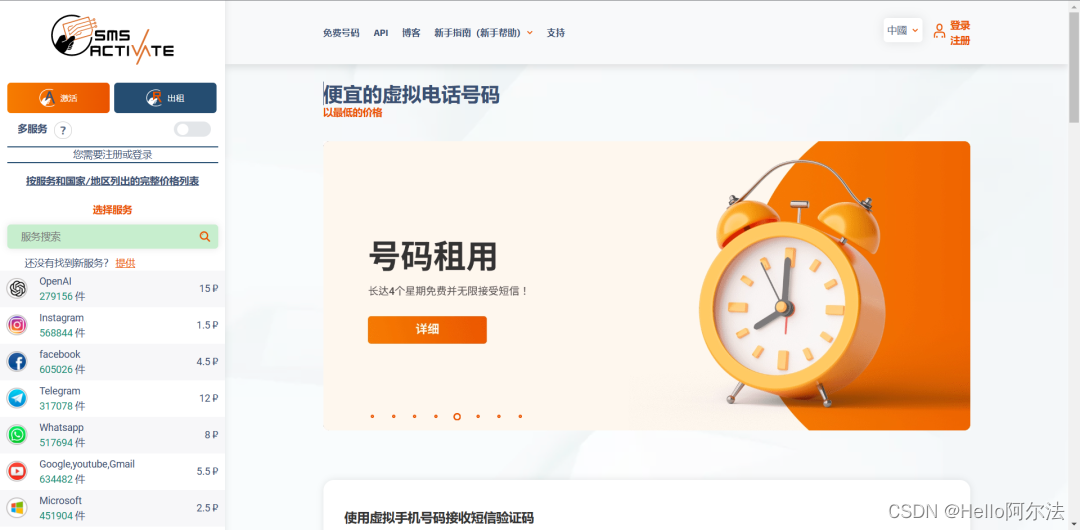 SMS
ACTIVATE
免费号码 API 博客 新手指南（新手帮助） 支持
中國
登录
注册
激活 出租
多服务 ?
您需要注册或登录
按服务和国家/地区列出的完整价格列表
选择服务
服务搜索
还没有找到新服务？ 提供
OpenAI
279156 件 15 ₽
Instagram
568844 件 1.5 ₽
facebook
605026 件 4.5 ₽
Telegram
317078 件 12 ₽
Whatsapp
517694 件 8 ₽
Google,youtube,Gmail
634482 件 5.5 ₽
Microsoft
451904 件 2.5 ₽
便宜的虚拟电话号码
以最低的价格
号码租用
长达4个星期免费并无限接受短信！
详细
使用虚拟手机号码接收短信验证码
CSDN @Hello阿尔法